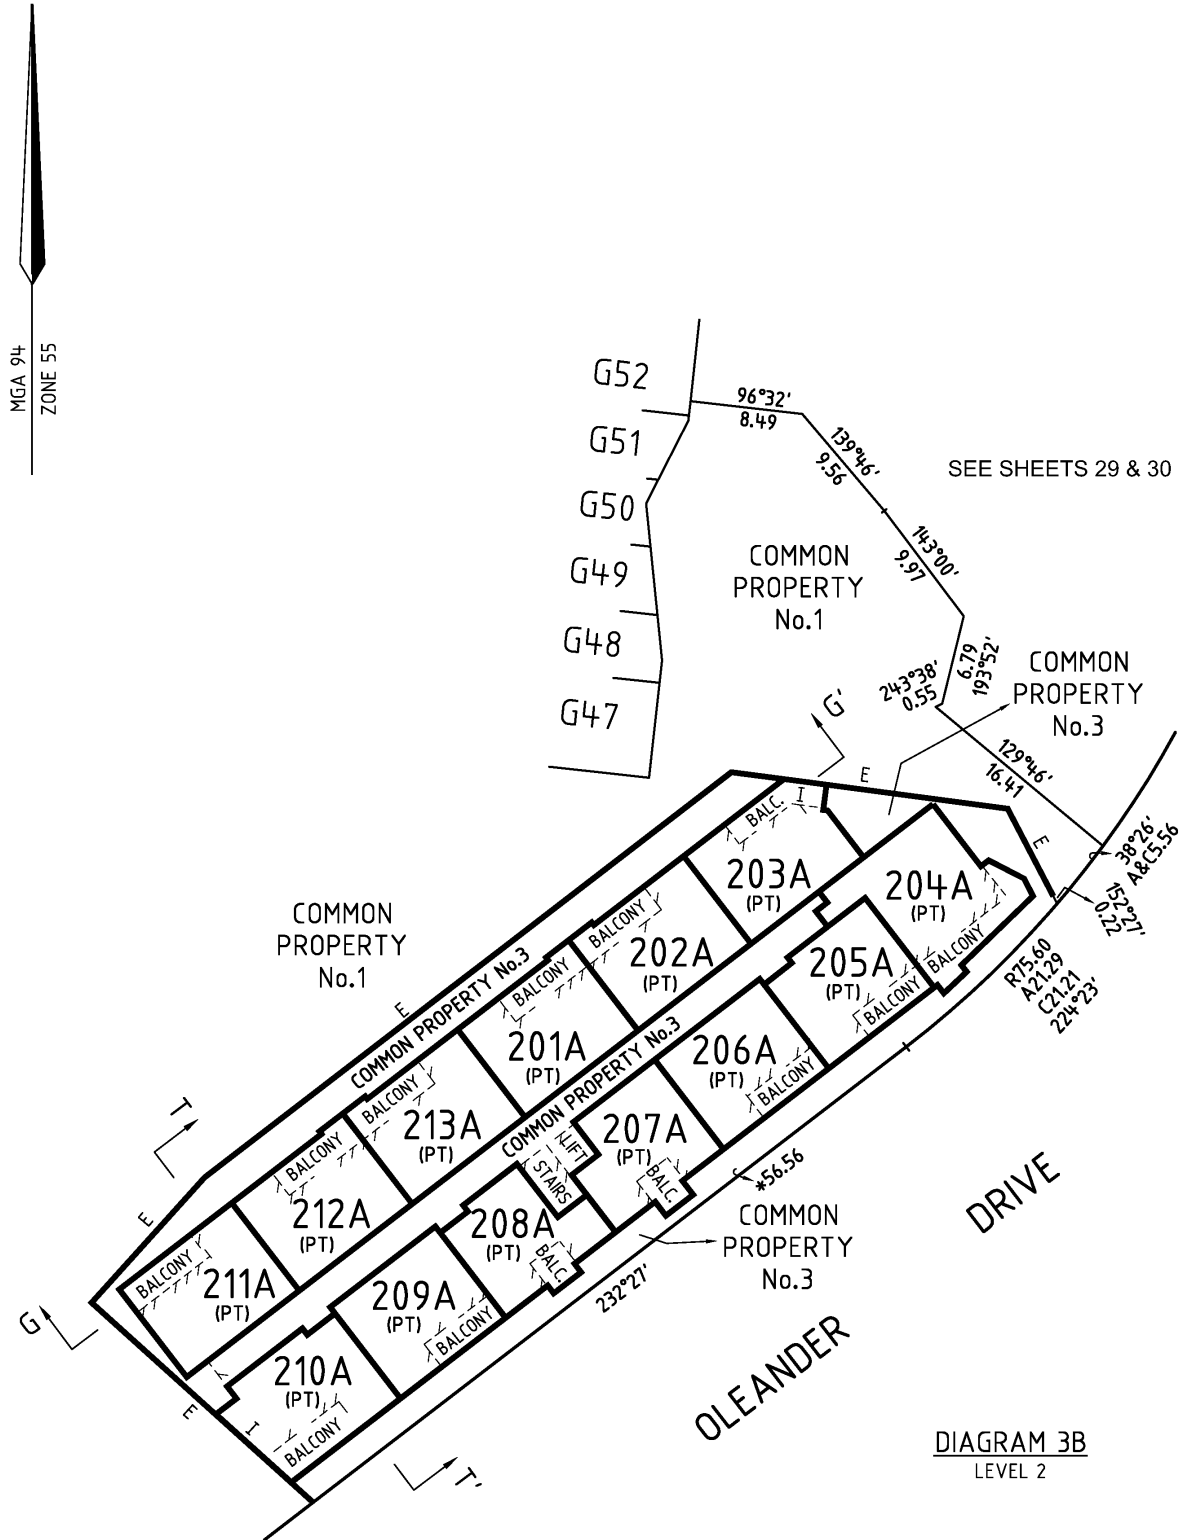 MGA 94
ZONE 55
G52
G51
G50
G49
G48
G47
96°32'
8.49
139°46'
9.56
143°00'
9.97
SEE SHEETS 29 & 30
COMMON
PROPERTY
No.1
6.79
193°52'
243°38'
0.55
COMMON
PROPERTY
No.3
129°46'
16.41
38°26'
A&C5.56
152°27'
0.22
R75.60
A21.29
C21.21
224°23'
G'
E
E
I
BALC.
203A
(PT)
204A
(PT)
BALCONY
COMMON
PROPERTY
No.1
E
COMMON PROPERTY No.3
BALCONY
202A
(PT)
205A
(PT)
BALCONY
BALCONY
201A
(PT)
COMMON PROPERTY No.3
206A
(PT)
BALCONY
BALCONY
213A
(PT)
LIFT
STAIRS
207A
(PT)
BALC.
T
E
BALCONY
212A
(PT)
208A
(PT)
BALC.
*56.56
COMMON
PROPERTY
No.3
232°27'
BALCONY
211A
(PT)
209A
(PT)
BALCONY
G
210A
(PT)
BALCONY
E
I
T'
OLEANDER
DRIVE
DIAGRAM 3B
LEVEL 2